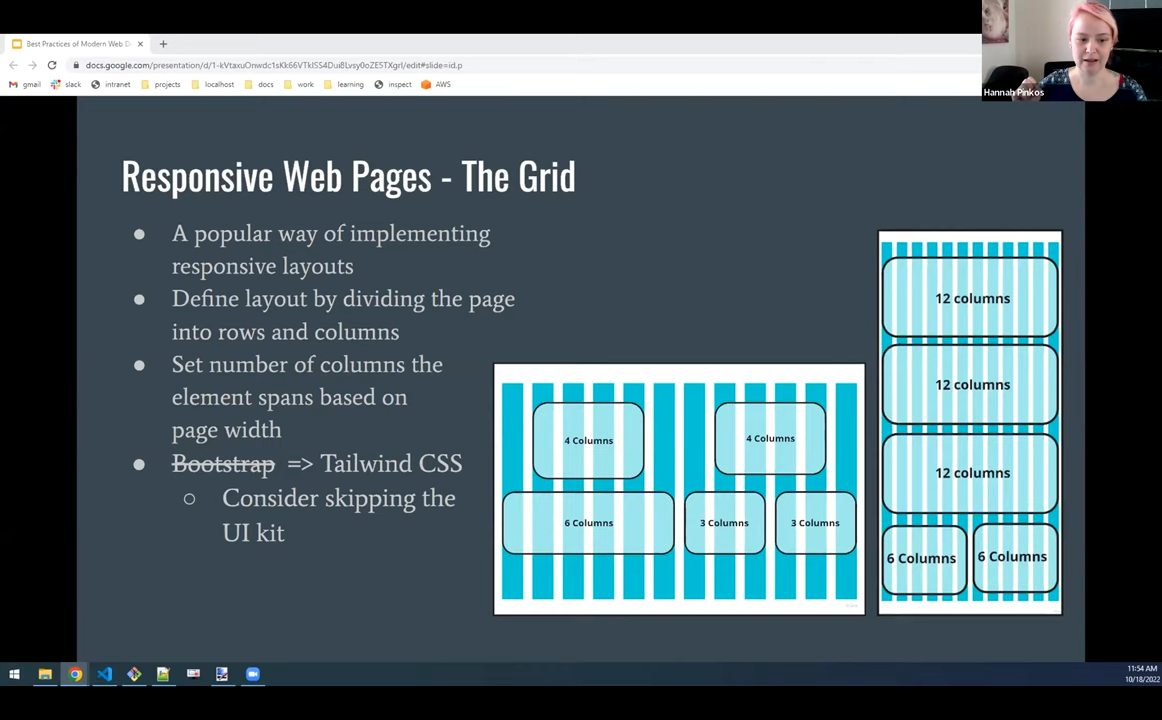 Best Practices of Modern Web D
docs.google.com/presentation/d/1-kVtaxuOnwdc1sKk66VTklSS4Dui8Lvsy0oZE5TXgrI/edit#slide=id.p
gmail slack intranet projects localhost docs work learning inspect AWS
Hannah Pinkos
Responsive Web Pages - The Grid
A popular way of implementing
responsive layouts
Define layout by dividing the page
into rows and columns
Set number of columns the
element spans based on
page width
Bootstrap => Tailwind CSS
Consider skipping the
UI kit
4 Columns
4 Columns
6 Columns
3 Columns
3 Columns
12 columns
12 columns
12 columns
6 Columns
6 Columns
11:54 AM
10/18/2022